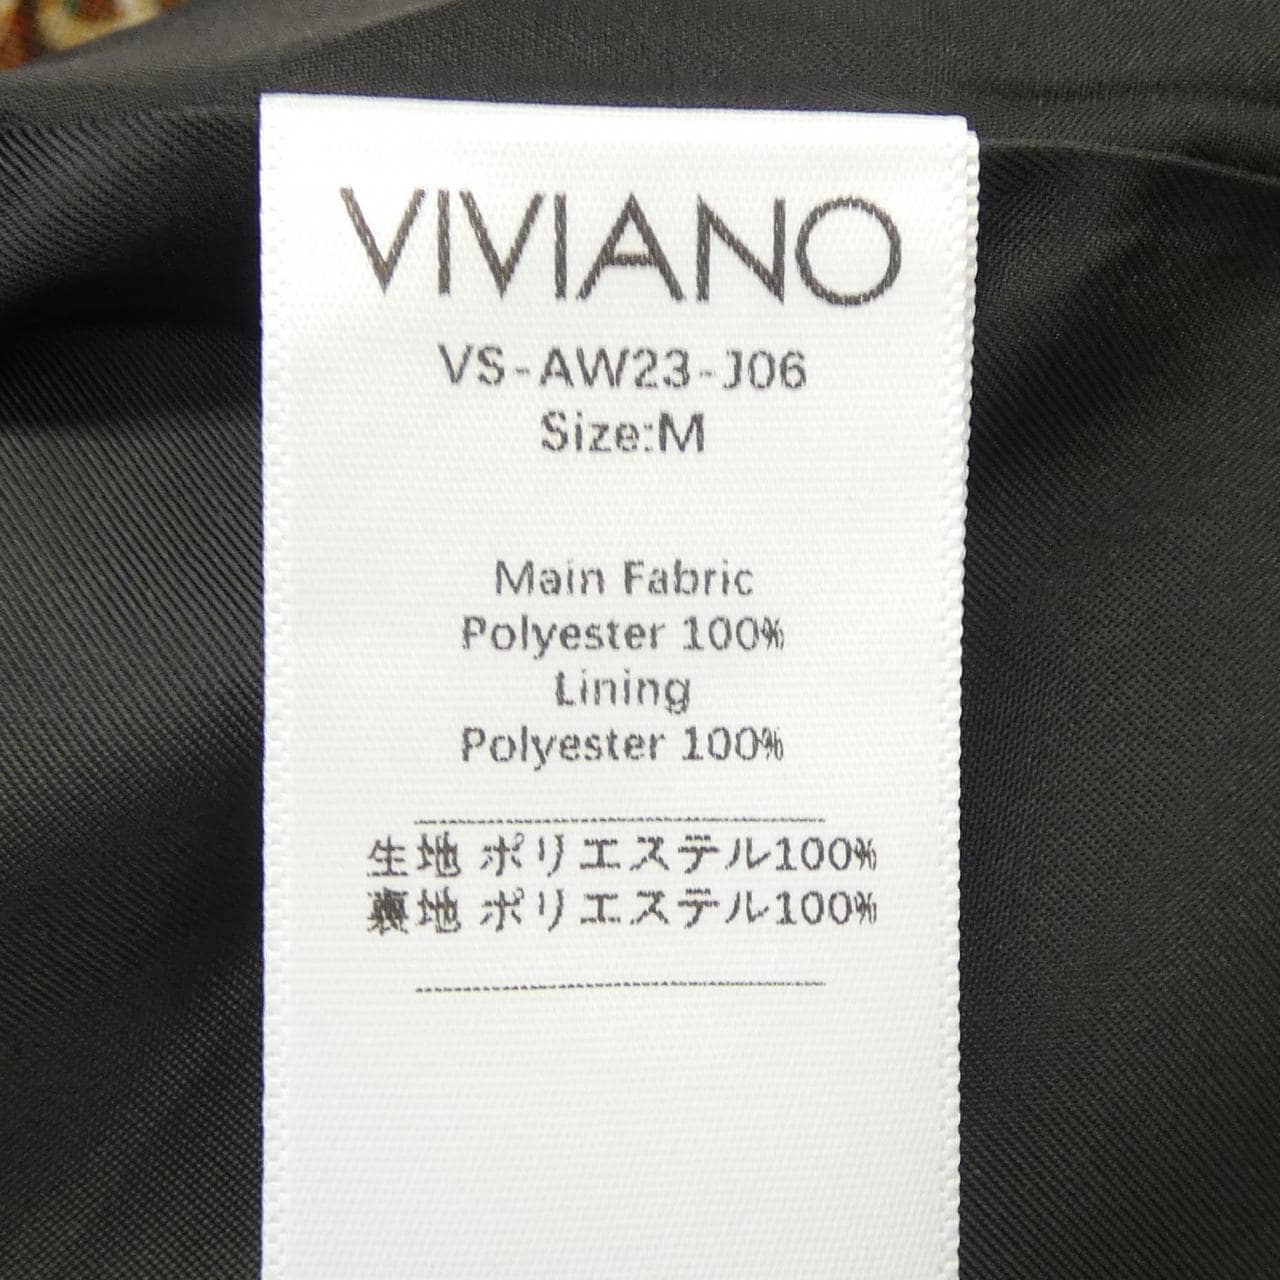 VIVIANO
VS-AW23-J06
Size:M
Main Fabric
Polyester 100%
Lining
Polyester 100%
生地 ポリエステル100%
裏地 ポリエステル100%